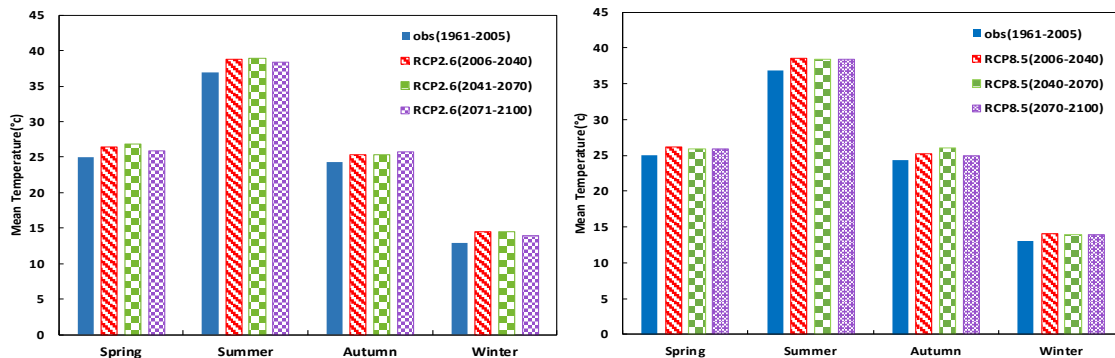 45
40
35
30
25
20
15
10
5
0
Mean Temperature(°c)
obs(1961-2005)
RCP2.6(2006-2040)
RCP2.6(2041-2070)
RCP2.6(2071-2100)
Spring Summer Autumn Winter
45
40
35
30
25
20
15
10
5
0
Mean Temperature(°c)
obs(1961-2005)
RCP8.5(2006-2040)
RCP8.5(2040-2070)
RCP8.5(2070-2100)
Spring Summer Autumn Winter